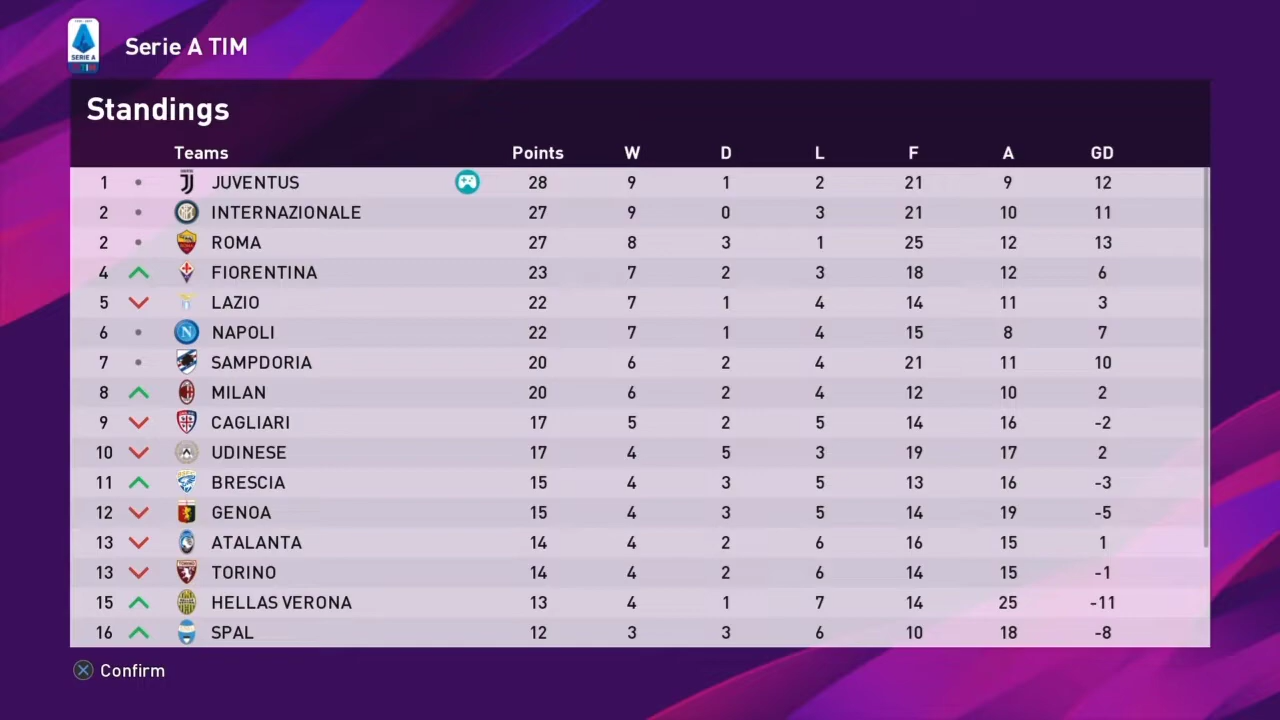 SERIE A
TIM
Serie A TIM
Standings
Teams Points W D L F A GD
1 JUVENTUS 28 9 1 2 21 9 12
2 INTERNAZIONALE 27 9 0 3 21 10 11
2 ROMA 27 8 3 1 25 12 13
4 FIORENTINA 23 7 2 3 18 12 6
5 LAZIO 22 7 1 4 14 11 3
6 N NAPOLI 22 7 1 4 15 8 7
7 SAMPDORIA 20 6 2 4 21 11 10
8 MILAN 20 6 2 4 12 10 2
9 CAGLIARI 17 5 2 5 14 16 -2
10 UDINESE 17 4 5 3 19 17 2
11 BRESCIA 15 4 3 5 13 16 -3
12 GENOA 15 4 3 5 14 19 -5
13 ATALANTA 14 4 2 6 16 15 1
13 TORINO 14 4 2 6 14 15 -1
15 HELLAS VERONA 13 4 1 7 14 25 -11
16 SPAL 12 3 3 6 10 18 -8
Confirm